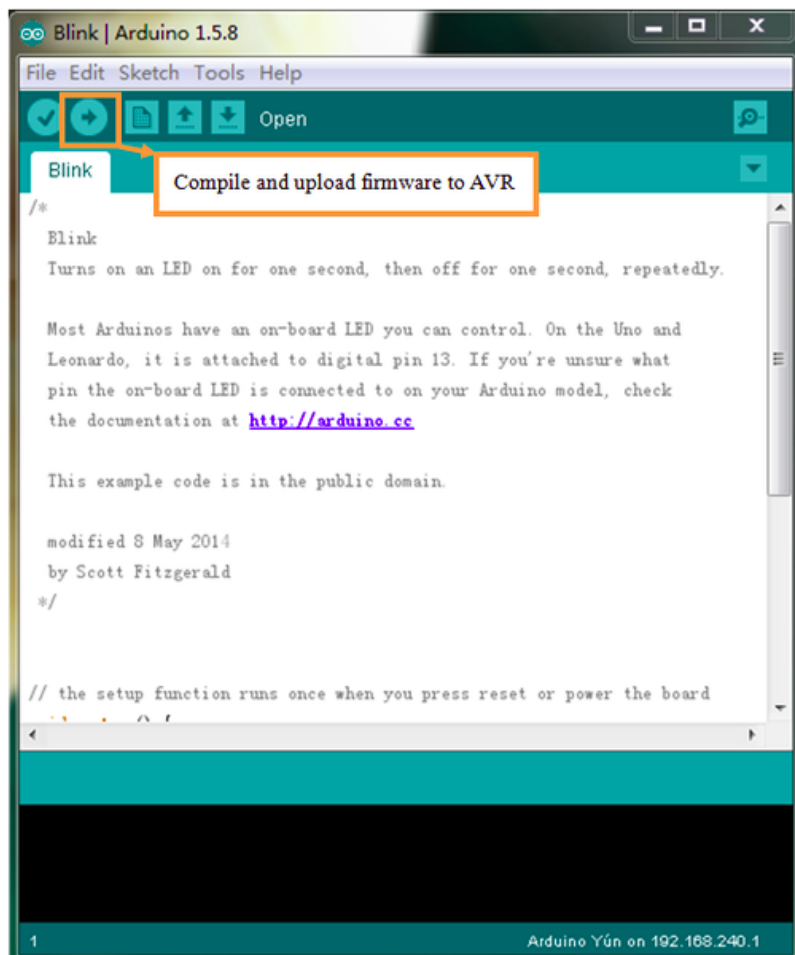 Blink | Arduino 1.5.8
File Edit Sketch Tools Help
Open
Blink
Compile and upload firmware to AVR
/*
Blink
Turns on an LED on for one second, then off for one second, repeatedly.
Most Arduinos have an on-board LED you can control. On the Uno and
Leonardo, it is attached to digital pin 13. If you're unsure what
pin the on-board LED is connected to on your Arduino model, check
the documentation at http://arduino.cc
This example code is in the public domain.
modified 8 May 2014
by Scott Fitzgerald
*/
// the setup function runs once when you press reset or power the board
1
Arduino Yún on 192.168.240.1